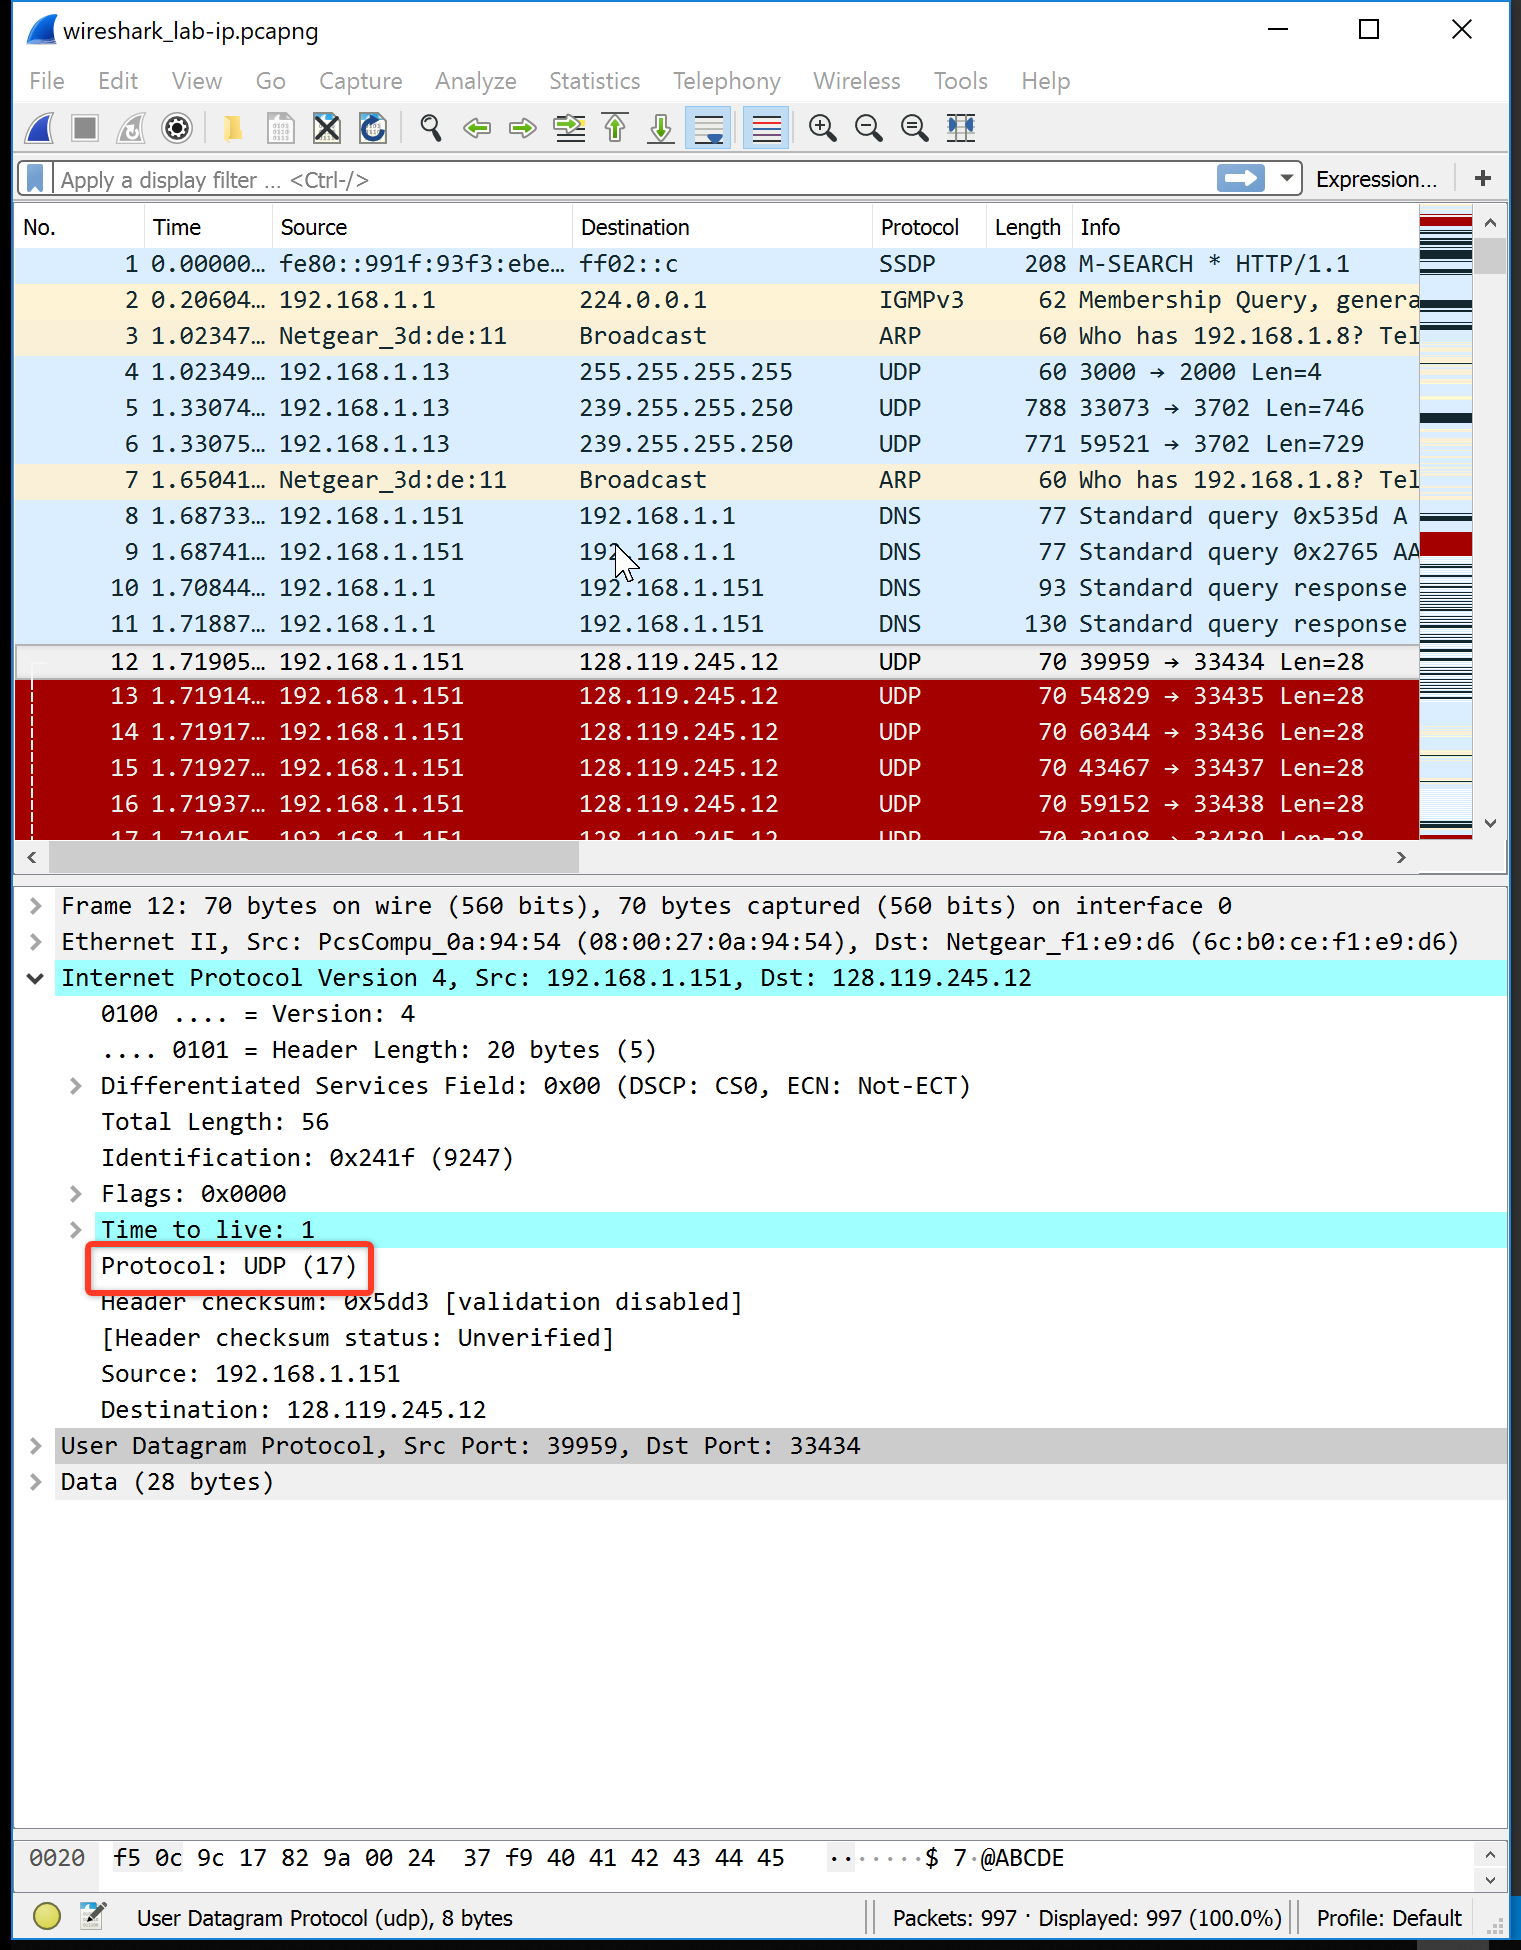 wireshark_lab-ip.pcapng
File Edit View Go Capture Analyze Statistics Telephony Wireless Tools Help
Apply a display filter ... <Ctrl-/> Expression... +
No. Time Source Destination Protocol Length Info
1 0.00000... fe80::991f:93f3:ebe... ff02::c SSDP 208 M-SEARCH * HTTP/1.1
2 0.20604... 192.168.1.1 224.0.0.1 IGMPv3 62 Membership Query, genera
3 1.02347... Netgear_3d:de:11 Broadcast ARP 60 Who has 192.168.1.8? Tel
4 1.02349... 192.168.1.13 255.255.255.255 UDP 60 3000 → 2000 Len=4
5 1.33074... 192.168.1.13 239.255.255.250 UDP 788 33073 → 3702 Len=746
6 1.33075... 192.168.1.13 239.255.255.250 UDP 771 59521 → 3702 Len=729
7 1.65041... Netgear_3d:de:11 Broadcast ARP 60 Who has 192.168.1.8? Tel
8 1.68733... 192.168.1.151 192.168.1.1 DNS 77 Standard query 0x535d A
9 1.68741... 192.168.1.151 192.168.1.1 DNS 77 Standard query 0x2765 AA
10 1.70844... 192.168.1.1 192.168.1.151 DNS 93 Standard query response
11 1.71887... 192.168.1.1 192.168.1.151 DNS 130 Standard query response
12 1.71905... 192.168.1.151 128.119.245.12 UDP 70 39959 → 33434 Len=28
13 1.71914... 192.168.1.151 128.119.245.12 UDP 70 54829 → 33435 Len=28
14 1.71917... 192.168.1.151 128.119.245.12 UDP 70 60344 → 33436 Len=28
15 1.71927... 192.168.1.151 128.119.245.12 UDP 70 43467 → 33437 Len=28
16 1.71937... 192.168.1.151 128.119.245.12 UDP 70 59152 → 33438 Len=28
17 1.71945... 192.168.1.151 128.119.245.12 UDP 70 39198 → 33439 Len=28
Frame 12: 70 bytes on wire (560 bits), 70 bytes captured (560 bits) on interface 0
Ethernet II, Src: PcsCompu_0a:94:54 (08:00:27:0a:94:54), Dst: Netgear_f1:e9:d6 (6c:b0:ce:f1:e9:d6)
Internet Protocol Version 4, Src: 192.168.1.151, Dst: 128.119.245.12
0100 .... = Version: 4
.... 0101 = Header Length: 20 bytes (5)
Differentiated Services Field: 0x00 (DSCP: CS0, ECN: Not-ECT)
Total Length: 56
Identification: 0x241f (9247)
Flags: 0x0000
Time to live: 1
Protocol: UDP (17)
Header checksum: 0x5dd3 [validation disabled]
[Header checksum status: Unverified]
Source: 192.168.1.151
Destination: 128.119.245.12
User Datagram Protocol, Src Port: 39959, Dst Port: 33434
Data (28 bytes)
0020 f5 0c 9c 17 82 9a 00 24 37 f9 40 41 42 43 44 45 ·······$ 7·@ABCDE
User Datagram Protocol (udp), 8 bytes Packets: 997 · Displayed: 997 (100.0%) Profile: Default